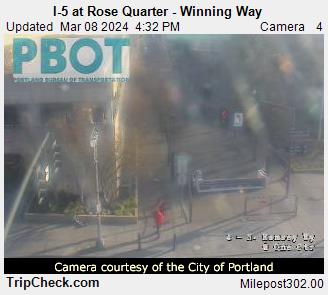 I-5 at Rose Quarter - Winning Way
Updated Mar 08 2024 4:32 PM Camera 4
PBOT
PORTLAND BUREAU OF TRANSPORTATION
Camera courtesy of the City of Portland
TripCheck.com Milepost302.00